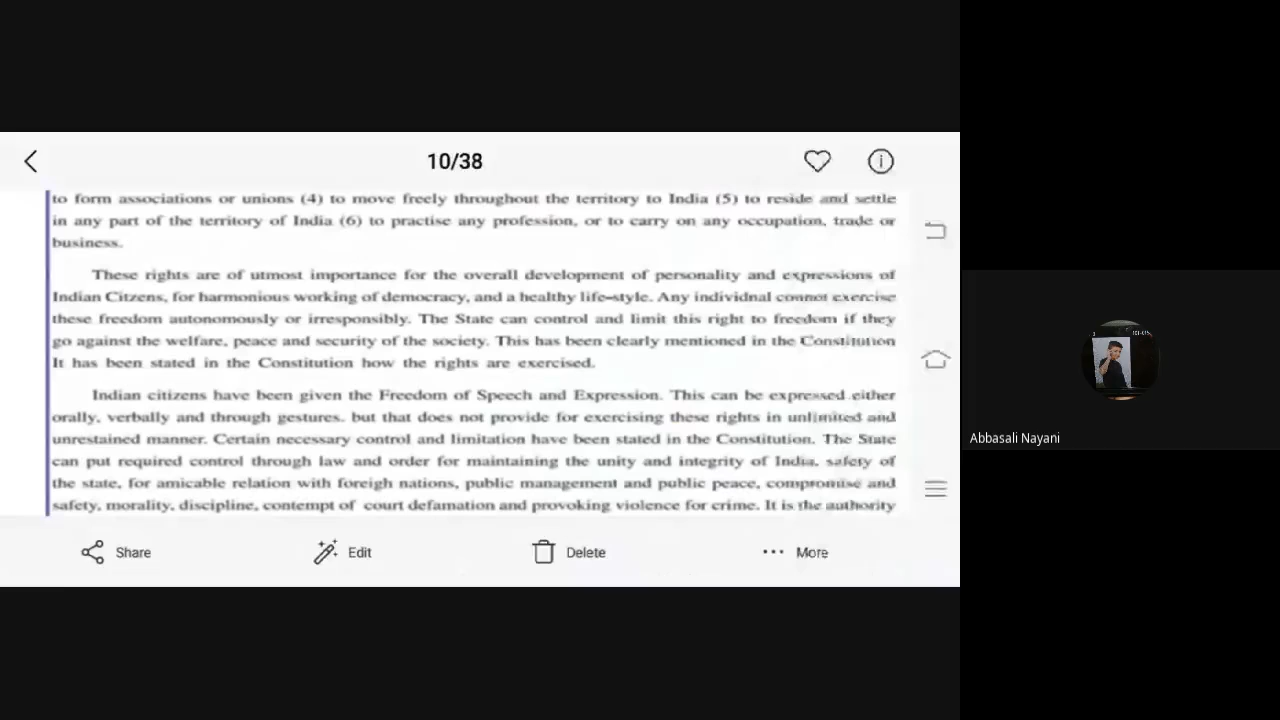 10/38
to form associations or unions (4) to move freely throughout the territory to India (5) to reside and settle
in any part of the territory of India (6) to practise any profession, or to carry on any occupation, trade or
business.
These rights are of utmost importance for the overall development of personality and expressions of
Indian Citzens, for harmonious working of democracy, and a healthy life-style. Any individnal connot exercise
these freedom autonomously or irresponsibly. The State can control and limit this right to freedom if they
go against the welfare, peace and security of the society. This has been clearly mentioned in the Constitution
It has been stated in the Constitution how the rights are exercised.
Indian citizens have been given the Freedom of Speech and Expression. This can be expressed either
orally, verbally and through gestures. but that does not provide for exercising these rights in unlimited and
unrestained manner. Certain necessary control and limitation have been stated in the Constitution. The State
can put required control through law and order for maintaining the unity and integrity of India, safety of
the state, for amicable relation with foreigh nations, public management and public peace, compromise and
safety, morality, discipline, contempt of court defamation and provoking violence for crime. It is the authority
Share Edit Delete More
Abbasali Nayani